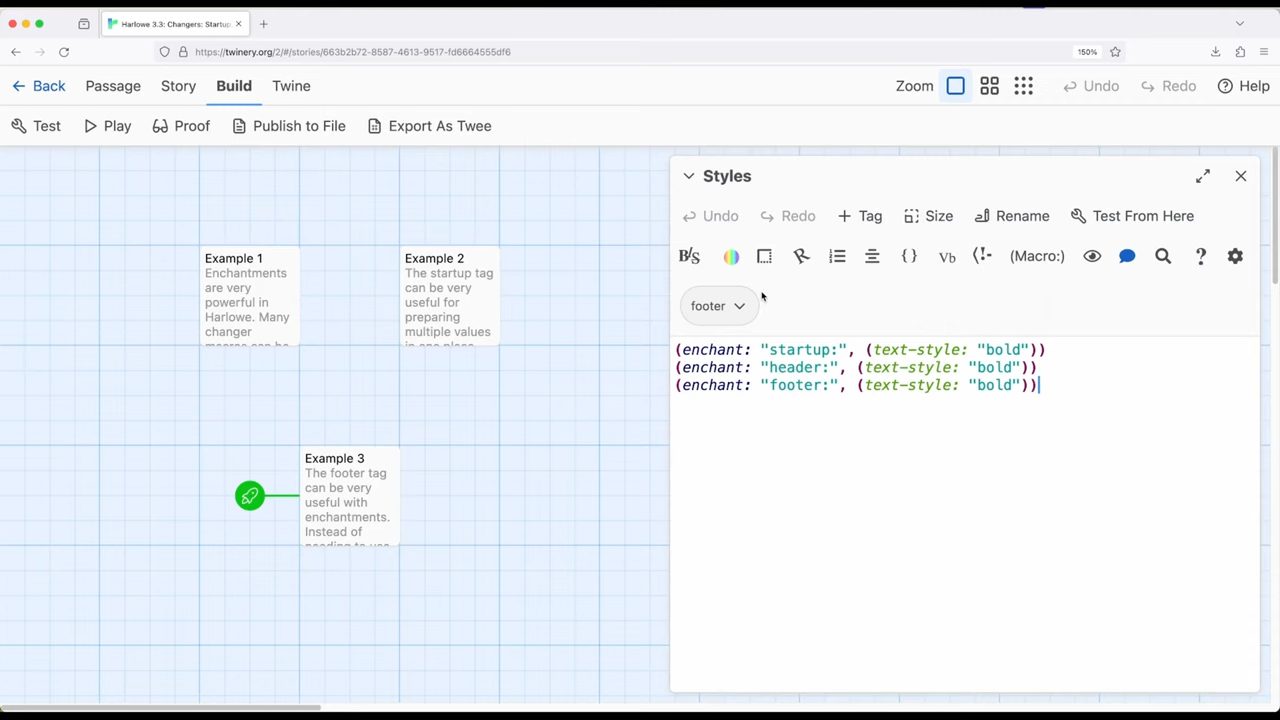 Harlowe 3.3: Changers: Startup,
https://twinery.org/2/#/stories/663b2b72-8587-4613-9517-fd6664555df6
150%
Back Passage Story Build Twine Zoom Undo Redo Help
Test Play Proof Publish to File Export As Twee
Example 1
Enchantments
are very
powerful in
Harlowe. Many
changer
Example 2
The startup tag
can be very
useful for
preparing
multiple values
Example 3
The footer tag
can be very
useful with
enchantments.
Instead of
Styles
Undo Redo + Tag Size Rename Test From Here
B/S Vb (Macro:) ?
footer
(enchant: "startup:", (text-style: "bold"))
(enchant: "header:", (text-style: "bold"))
(enchant: "footer:", (text-style: "bold"))